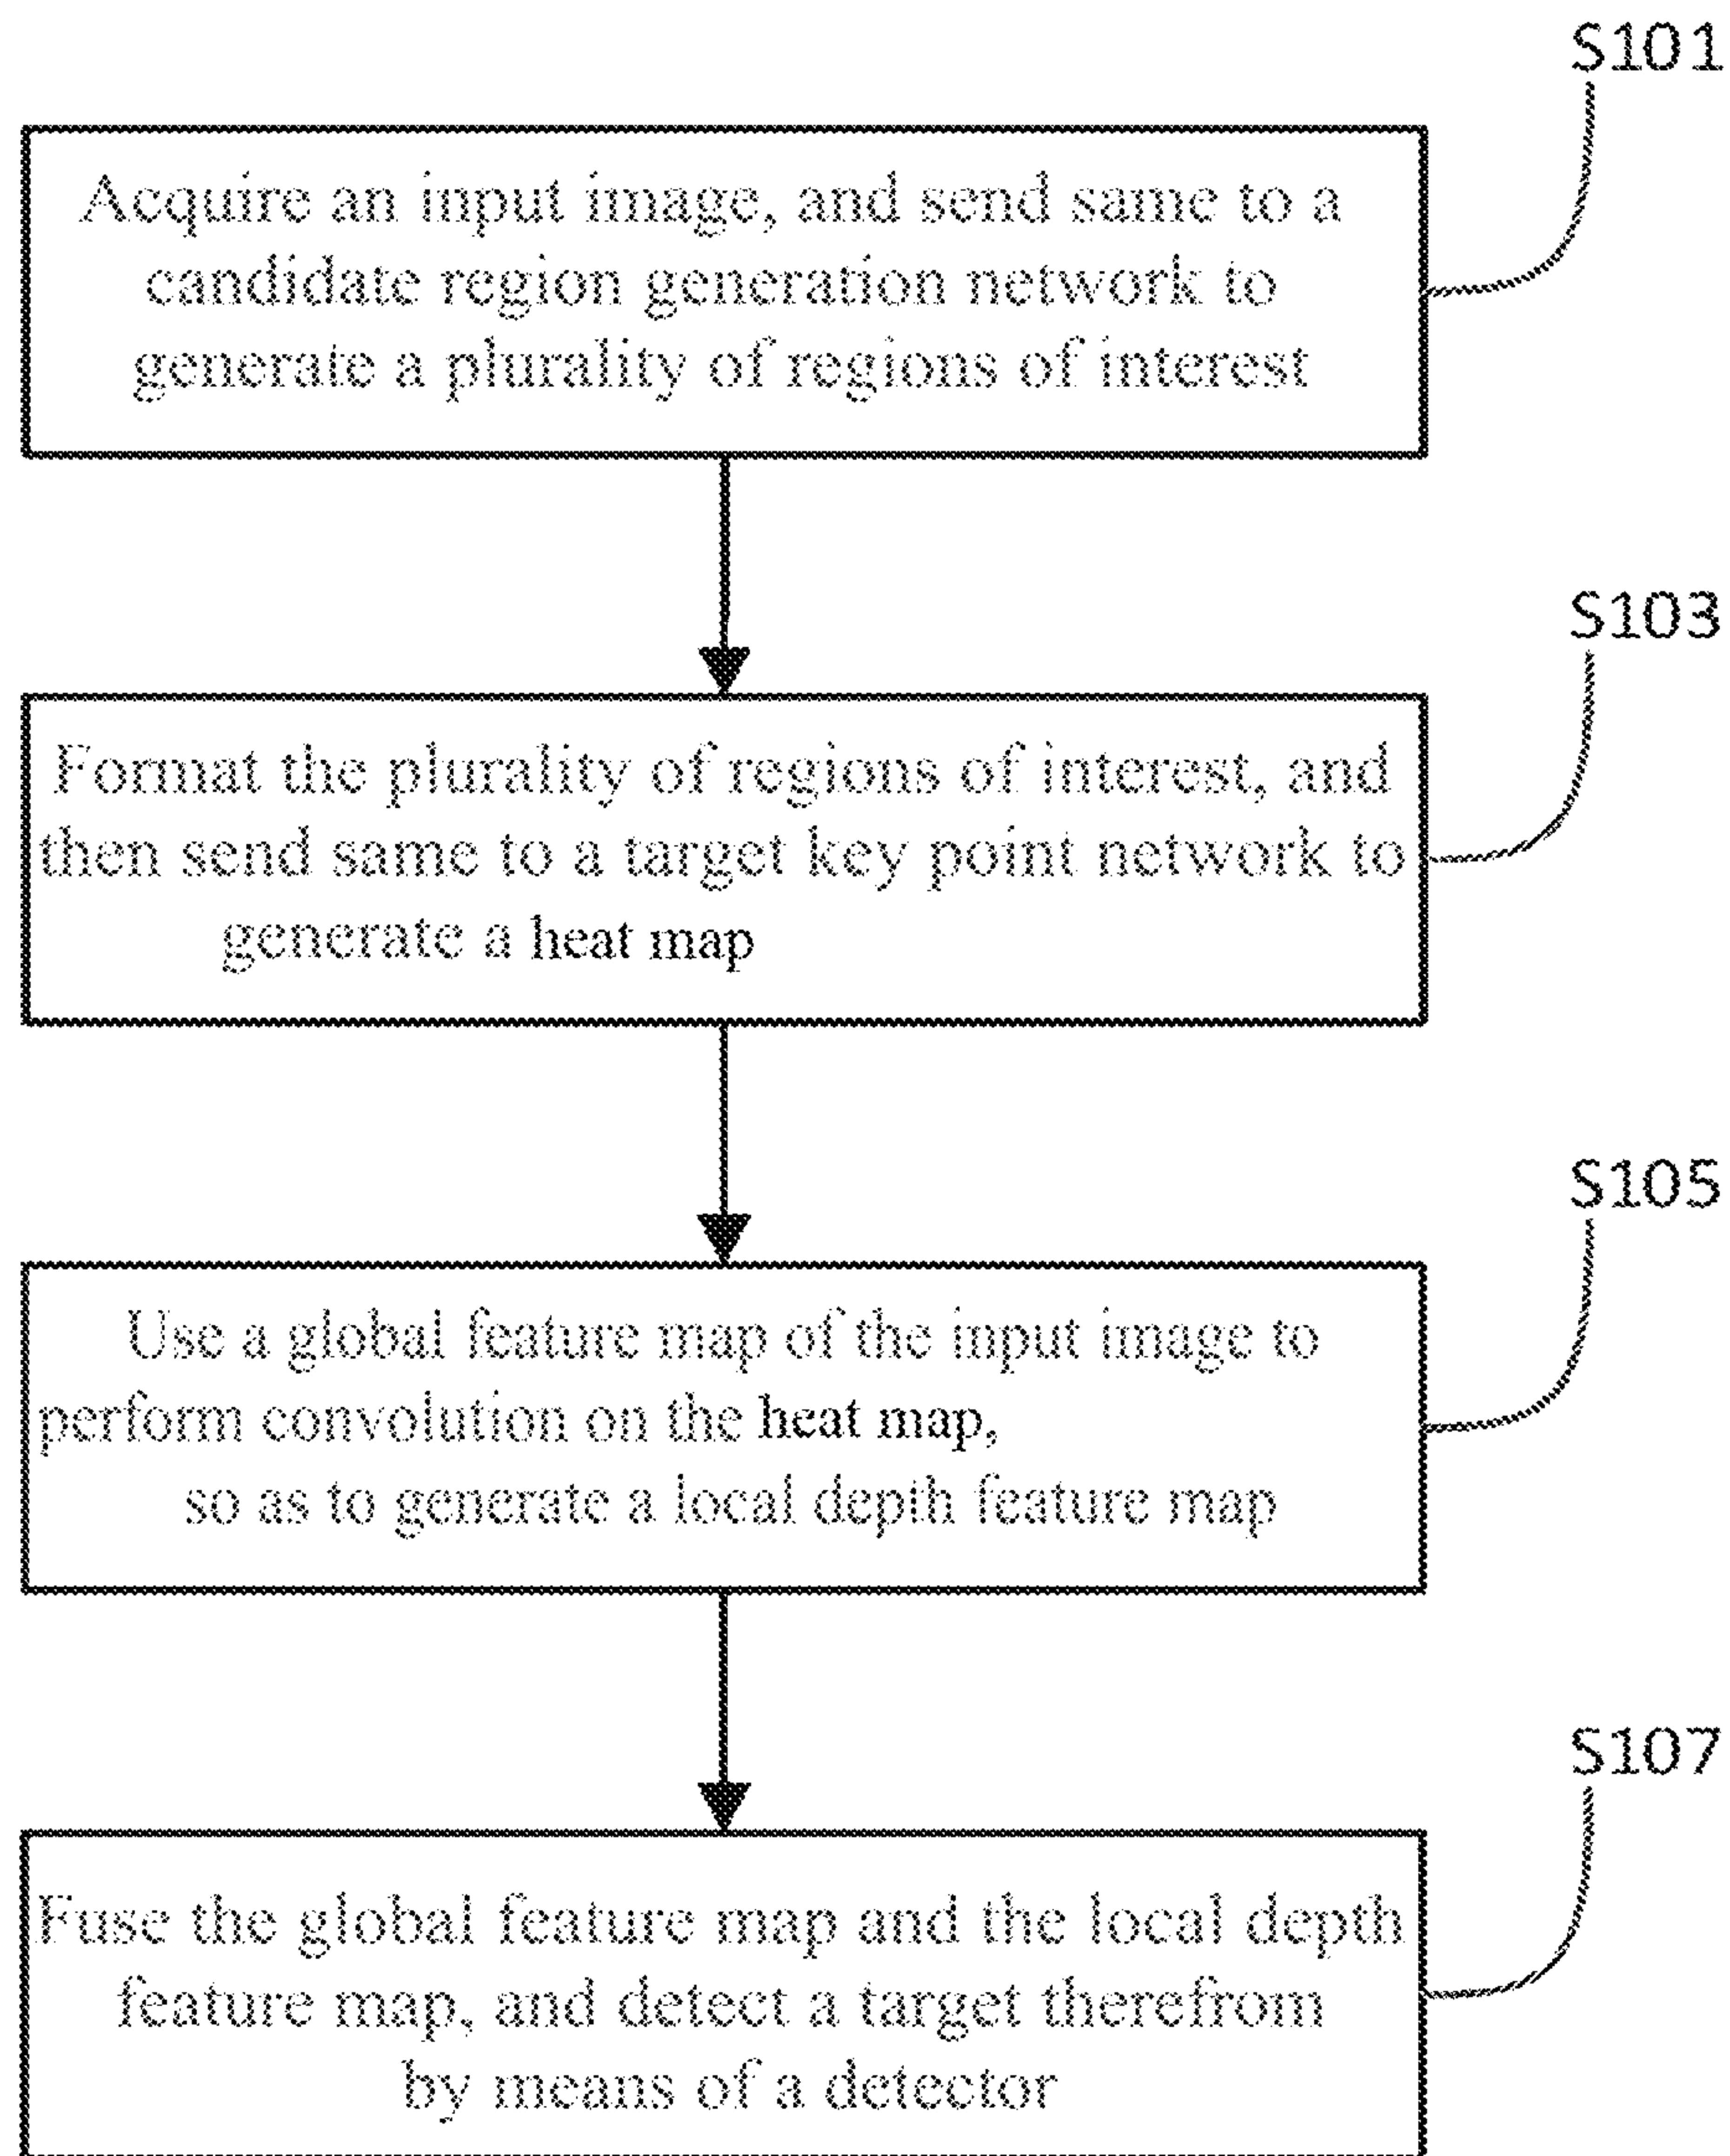 S101
Acquire an input image, and send same to a
candidate region generation network to
generate a plurality of regions of interest
S103
Format the plurality of regions of interest, and
then send same to a target key point network to
generate a heat map
S105
Use a global feature map of the input image to
perform convolution on the heat map,
so as to generate a local depth feature map
S107
Fuse the global feature map and the local depth
feature map, and detect a target therefrom
by means of a detector